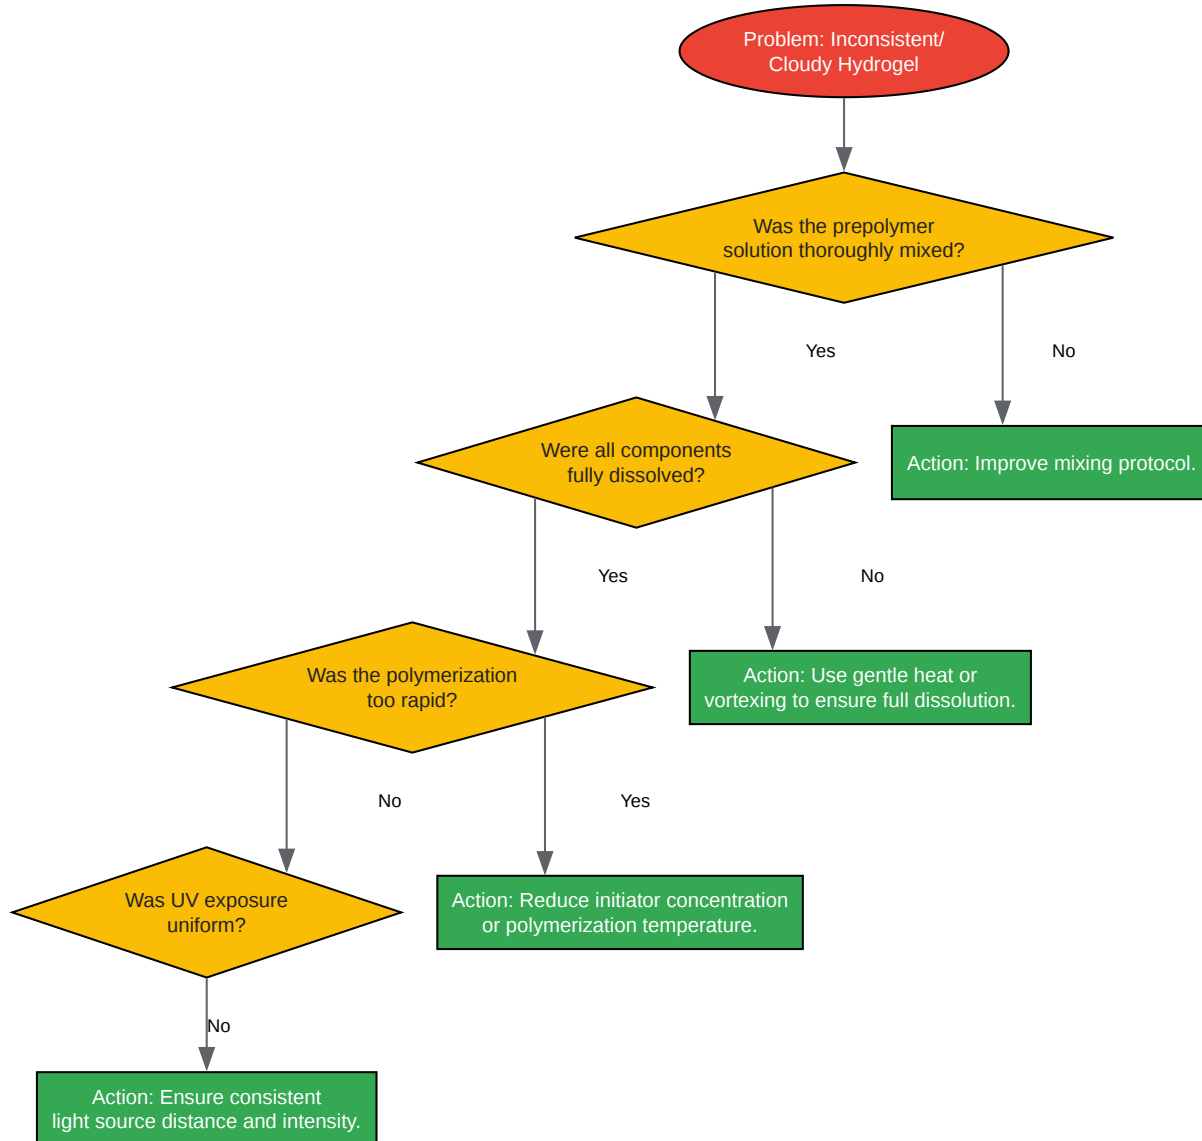 Problem: Inconsistent/
Cloudy Hydrogel
Was the prepolymer
solution thoroughly mixed?
Yes
No
Were all components
fully dissolved?
Action: Improve mixing protocol.
Yes
No
Was the polymerization
too rapid?
Action: Use gentle heat or
vortexing to ensure full dissolution.
No
Yes
Was UV exposure
uniform?
Action: Reduce initiator concentration
or polymerization temperature.
No
Action: Ensure consistent
light source distance and intensity.